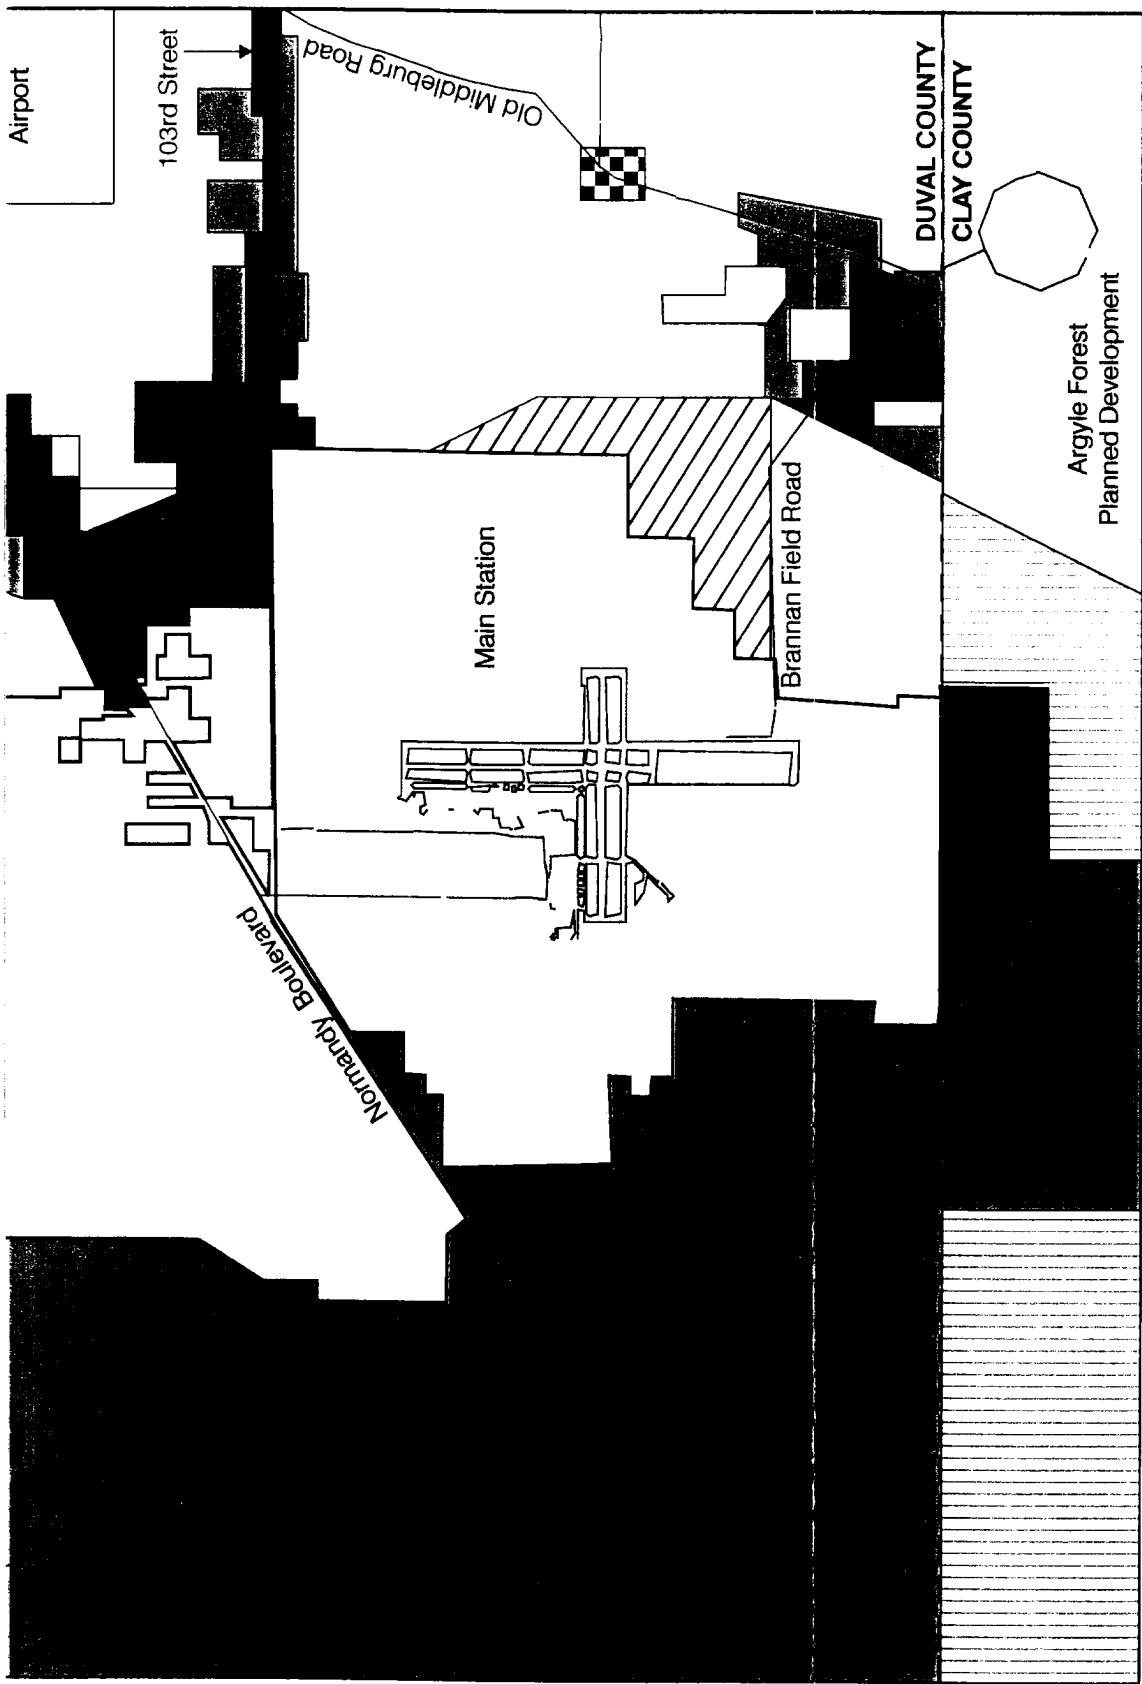 Airport
103rd Street
Old Middleburg Road
DUVAL COUNTY
CLAY COUNTY
Argyle Forest
Planned Development
Main Station
Brannan Field Road
Normandy Boulevard